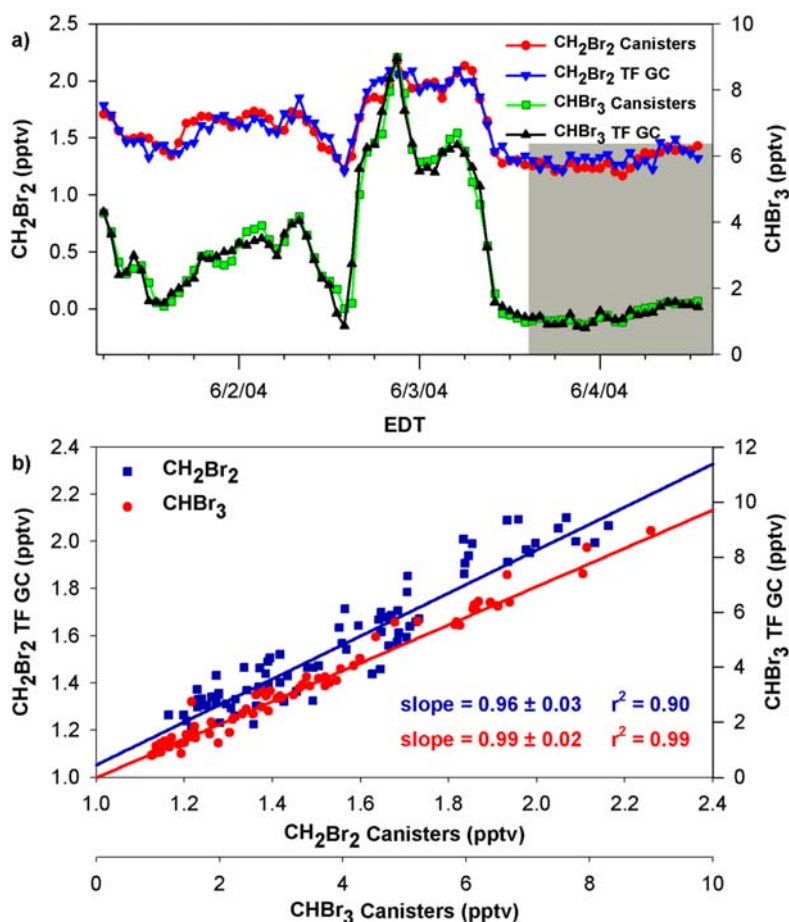 a)
CH2Br2 (pptv)
2.5
2.0
1.5
1.0
0.5
0.0
CH2Br2 Canisters
CH2Br2 TF GC
CHBr3 Canisters
CHBr3 TF GC
10
8
6
4
2
0
CHBr3 (pptv)
6/2/04 6/3/04 6/4/04
EDT
b)
CH2Br2 TF GC (pptv)
2.4
2.2
2.0
1.8
1.6
1.4
1.2
1.0
CH2Br2
CHBr3
slope = 0.96 ± 0.03 r2 = 0.90
slope = 0.99 ± 0.02 r2 = 0.99
12
10
8
6
4
2
0
CHBr3 TF GC (pptv)
1.0 1.2 1.4 1.6 1.8 2.0 2.2 2.4
CH2Br2 Canisters (pptv)
0 2 4 6 8 10
CHBr3 Canisters (pptv)